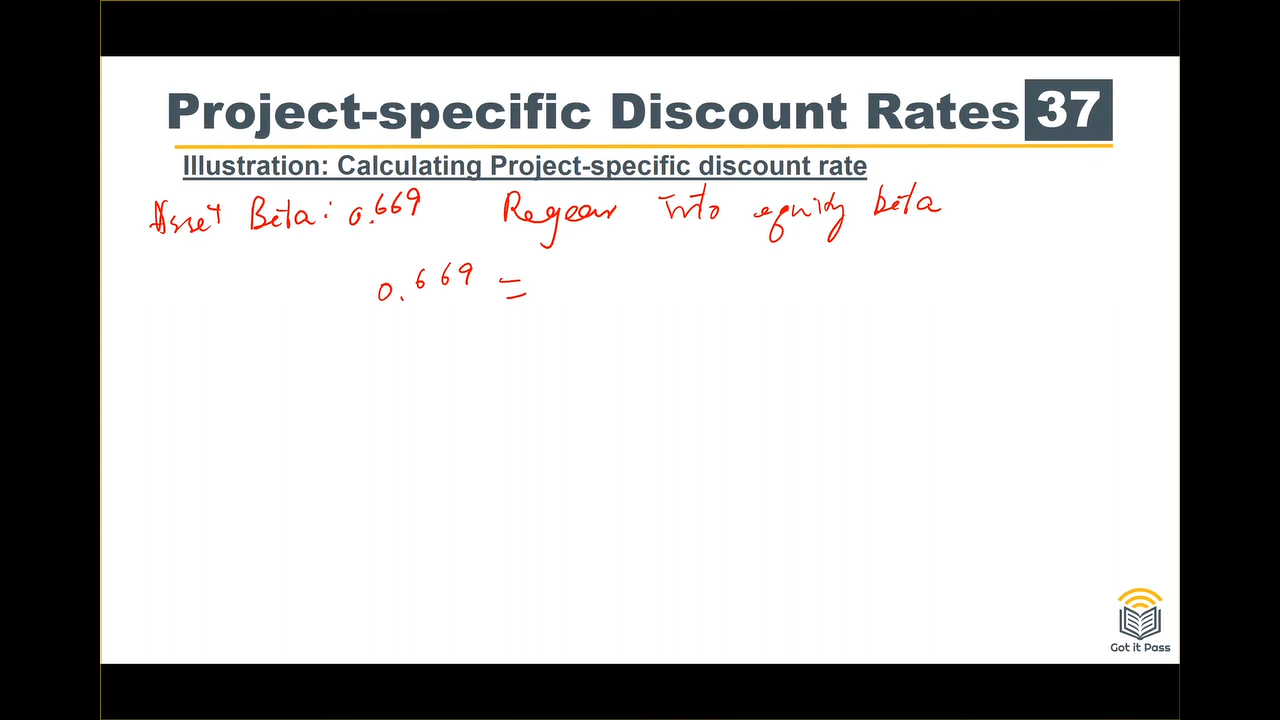 Project-specific Discount Rates 37
Illustration: Calculating Project-specific discount rate
Asset Beta: 0.669 Regear into equity beta
0.669 =
Got it Pass